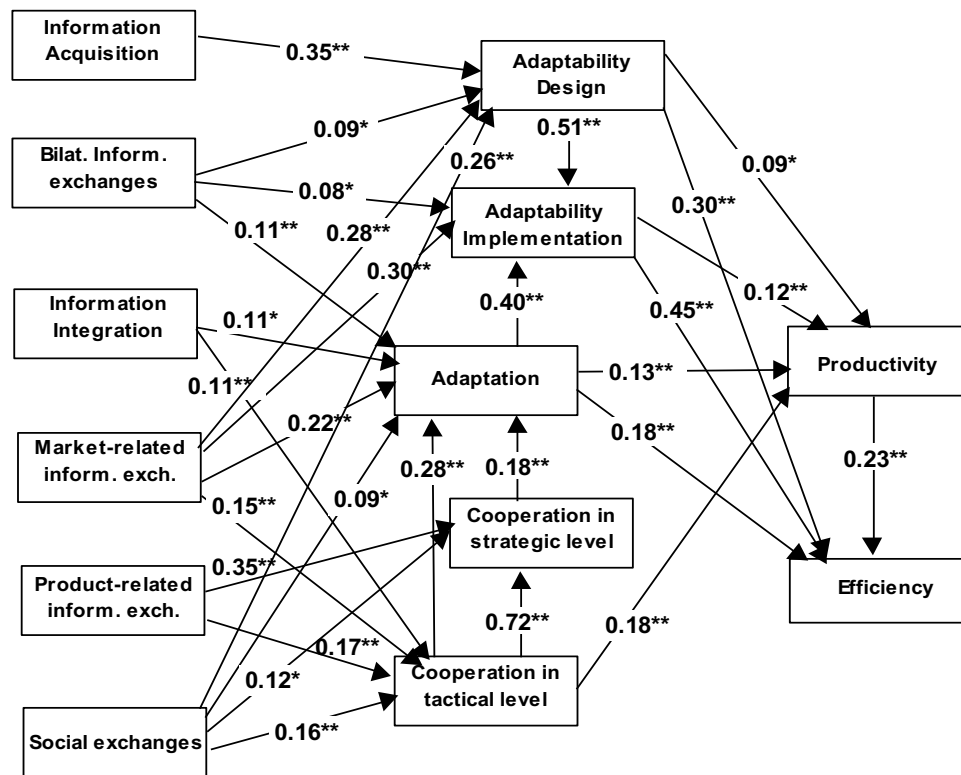 Information
Acquisition
0.35**
Adaptability
Design
0.51**
0.09*
Bilat. Inform.
exchanges
0.09*
0.26**
0.08*
Adaptability
Implementation
0.30**
0.11**
0.28**
0.30**
0.40**
0.45**
0.12**
Information
Integration
0.11*
0.11**
Adaptation
0.13**
Productivity
Market-related
inform. exch.
0.22**
0.09*
0.28**
0.18**
0.18**
0.23**
0.15**
Cooperation in
strategic level
Product-related
inform. exch.
0.35**
0.72**
0.18**
Efficiency
0.17**
0.12*
Cooperation in
tactical level
Social exchanges
0.16**